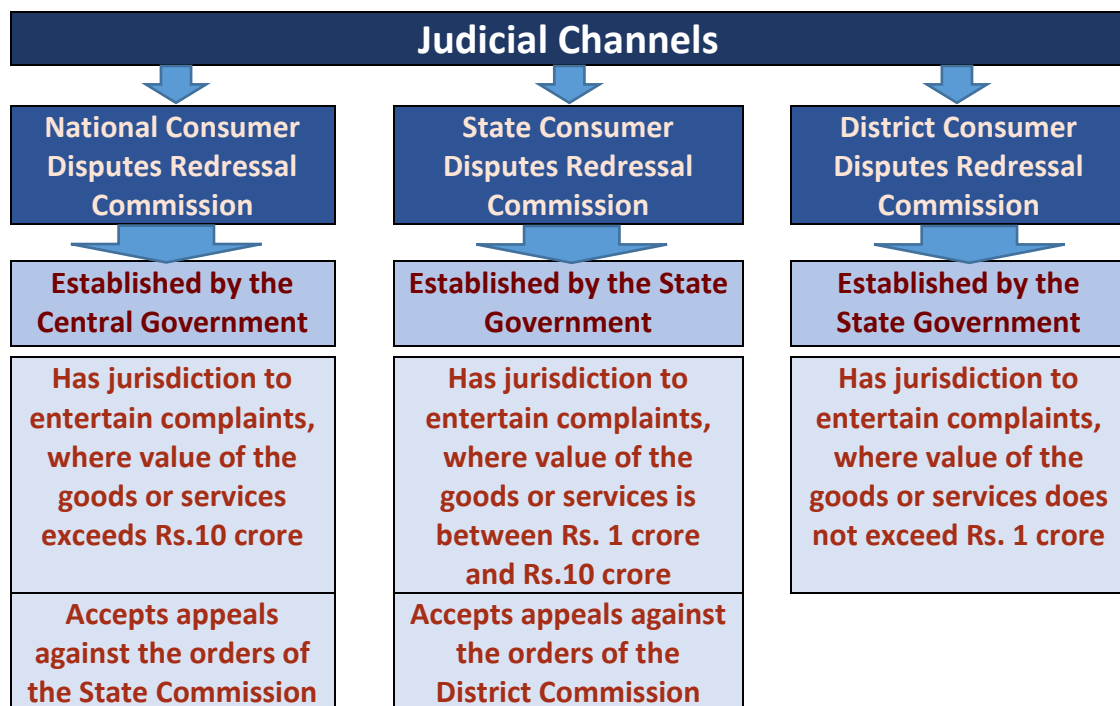 Judicial Channels
National Consumer
Disputes Redressal
Commission
Established by the
Central Government
Has jurisdiction to
entertain complaints,
where value of the
goods or services
exceeds Rs.10 crore
Accepts appeals
against the orders of
the State Commission
State Consumer
Disputes Redressal
Commission
Established by the State
Government
Has jurisdiction to
entertain complaints,
where value of the
goods or services is
between Rs. 1 crore
and Rs.10 crore
Accepts appeals against
the orders of the
District Commission
District Consumer
Disputes Redressal
Commission
Established by the
State Government
Has jurisdiction to
entertain complaints,
where value of the
goods or services does
not exceed Rs. 1 crore